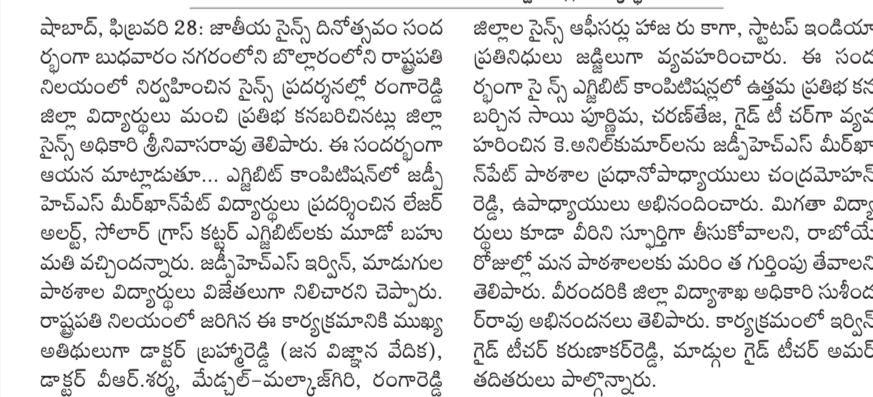 షాబాద్, ఫిబ్రవరి 28: జాతీయ సైన్స్ దినోత్సవం సంద
ర్భంగా బుధవారం నగరంలోని బొల్లారంలోని రాష్ట్రపతి
నిలయంలో నిర్వహించిన సైన్స్ ప్రదర్శనల్లో రంగారెడ్డి
జిల్లా విద్యార్థులు మంచి ప్రతిభ కనబరిచినట్లు జిల్లా
సైన్స్ అధికారి శ్రీనివాసరావు తెలిపారు. ఈ సందర్భంగా
ఆయన మాట్లాడుతూ... ఎగ్జిబిట్ కాంపిటిషన్‌లో జడ్పీ
హెచ్ఎస్ మీర్‌ఖాన్‌పేట్ విద్యార్థులు ప్రదర్శించిన లేజర్
అలర్ట్, సోలార్ గ్రాస్ కట్టర్ ఎగ్జిబిట్‌లకు మూడో బహు
మతి వచ్చిందన్నారు. జడ్పీహెచ్ఎస్ ఇర్విన్, మాడుగుల
పాఠశాల విద్యార్థులు విజేతలుగా నిలిచారని చెప్పారు.
రాష్ట్రపతి నిలయంలో జరిగిన ఈ కార్యక్రమానికి ముఖ్య
అతిథులుగా డాక్టర్ బ్రహ్మారెడ్డి (జన విజ్ఞాన వేదిక),
డాక్టర్ వీఆర్.శర్మ, మేడ్చల్-మల్కాజ్‌గిరి, రంగారెడ్డి
జిల్లాల సైన్స్ ఆఫీసర్లు హాజ రు కాగా, స్టాటప్ ఇండియా
ప్రతినిధులు జడ్జిలుగా వ్యవహరించారు. ఈ సంద
ర్భంగా సై న్స్ ఎగ్జిబిట్ కాంపిటిషన్లలో ఉత్తమ ప్రతిభ కన
బర్చిన సాయి పూర్ణిమ, చరణ్‌తేజ, గైడ్ టీ చర్‌గా వ్యవ
హరించిన కె.అనిల్‌కుమార్‌లను జడ్పీహెచ్ఎస్ మీర్‌ఖా
న్‌పేట్ పాఠశాల ప్రధానోపాధ్యాయులు చంద్రమోహన్
రెడ్డి, ఉపాధ్యాయులు అభినందించారు. మిగతా విద్యా
ర్థులు కూడా వీరిని స్ఫూర్తిగా తీసుకోవాలని, రాబోయే
రోజుల్లో మన పాఠశాలలకు మరిం త గుర్తింపు తేవాలని
తెలిపారు. వీరందరికి జిల్లా విద్యాశాఖ అధికారి సుశీంద
ర్‌రావు అభినందనలు తెలిపారు. కార్యక్రమంలో ఇర్విన్
గైడ్ టీచర్ కరుణాకర్‌రెడ్డి, మాడ్గుల గైడ్ టీచర్ అమర్
తదితరులు పాల్గొన్నారు.